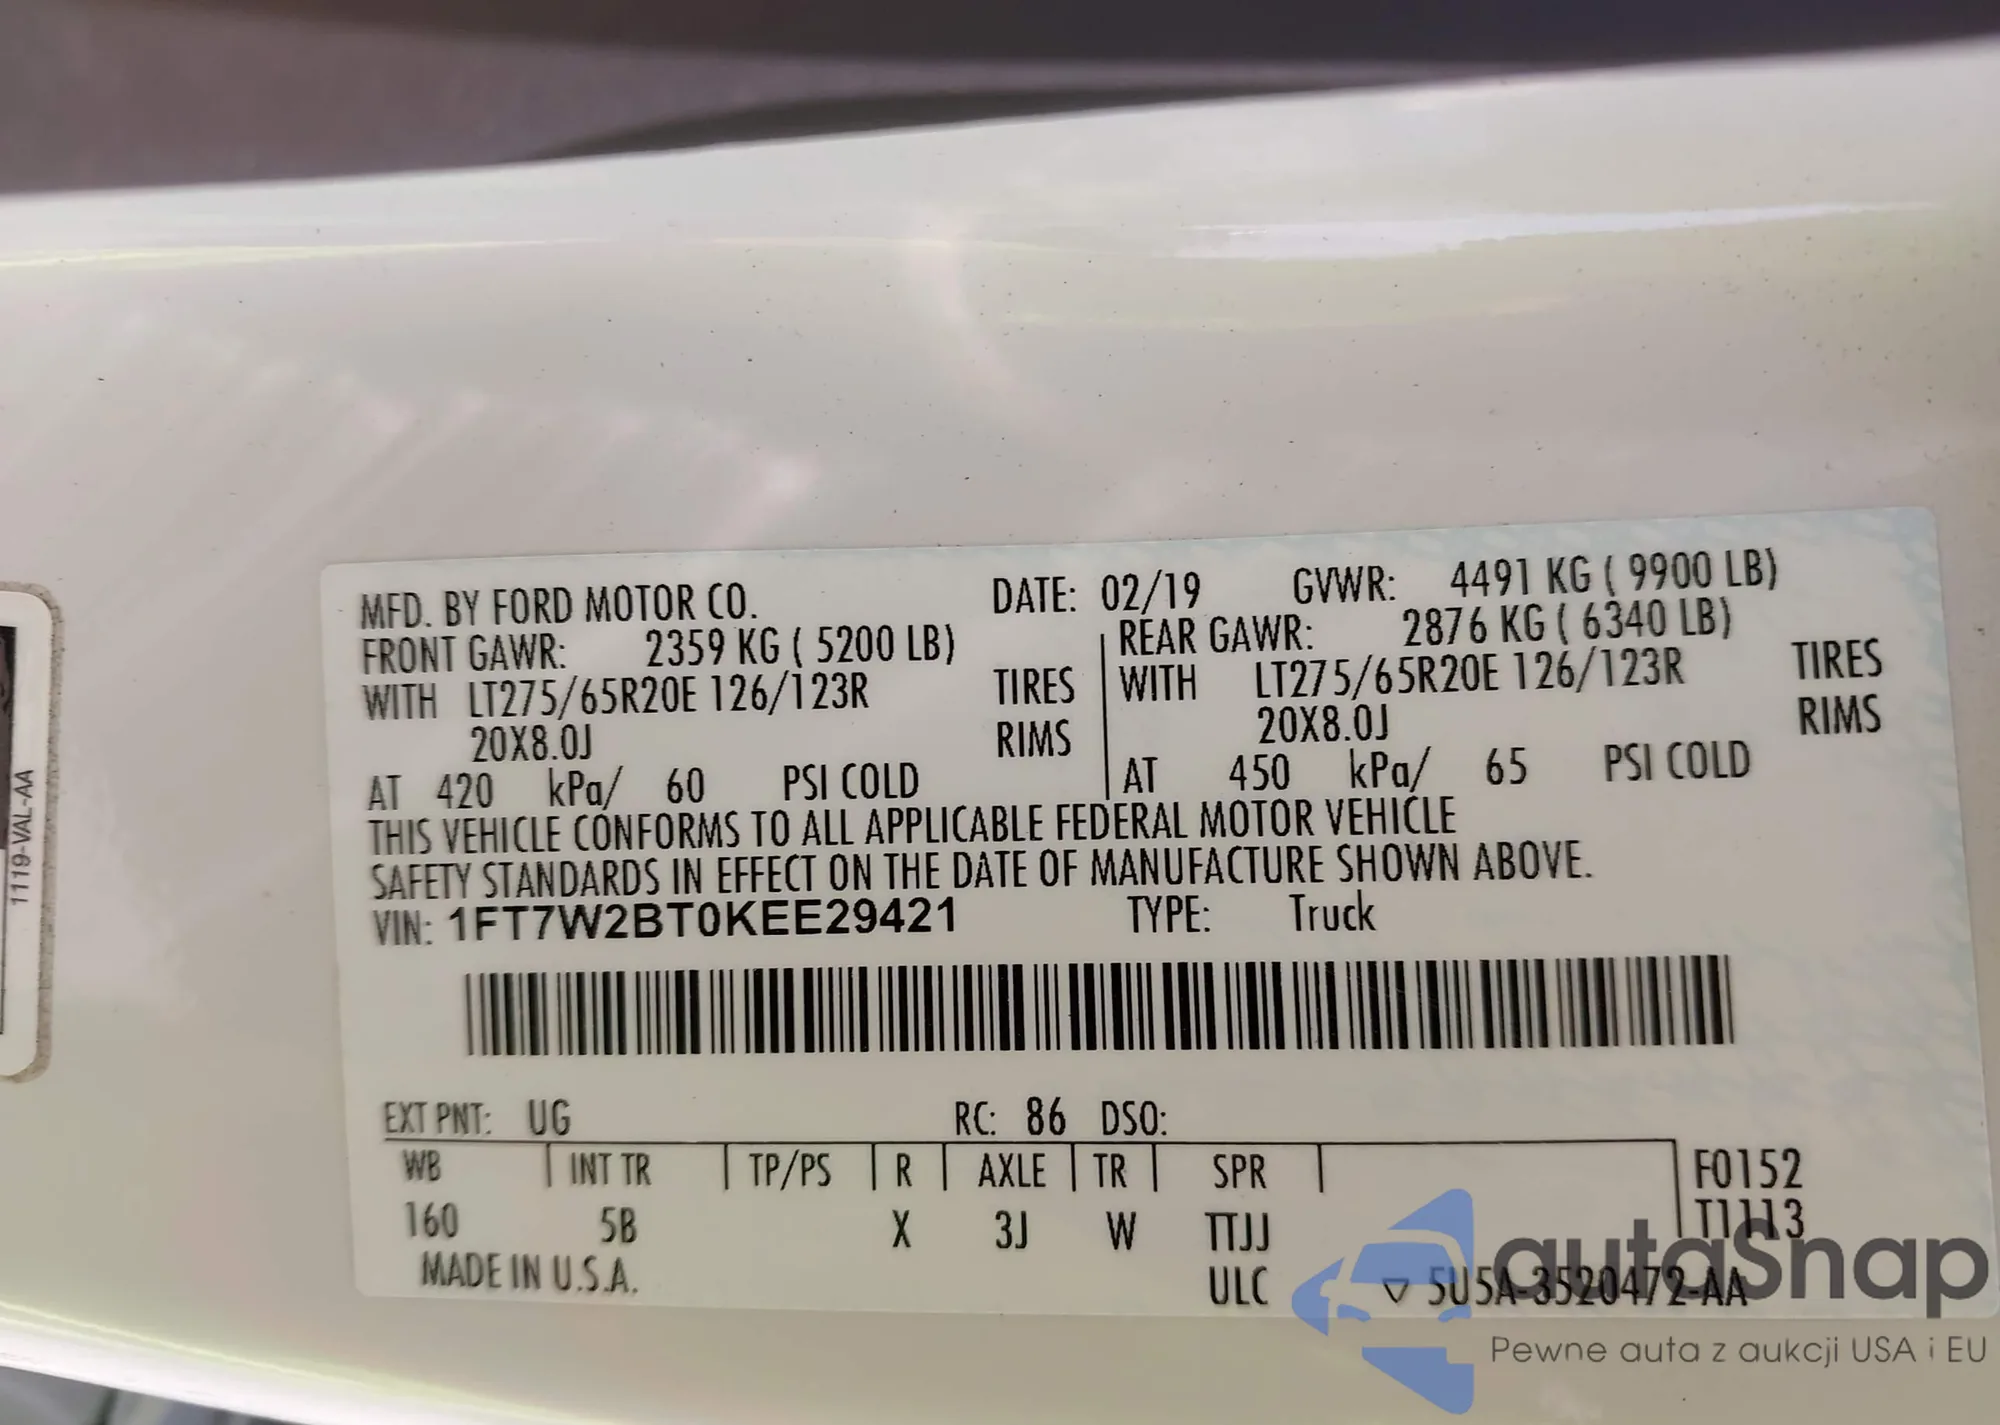 MFD. BY FORD MOTOR CO. DATE: 02/19 GVWR: 4491 KG ( 9900 LB)
FRONT GAWR: 2359 KG ( 5200 LB) REAR GAWR: 2876 KG ( 6340 LB)
WITH LT275/65R20E 126/123R TIRES WITH LT275/65R20E 126/123R TIRES
20X8.0J RIMS 20X8.0J RIMS
AT 420 kPa/ 60 PSI COLD AT 450 kPa/ 65 PSI COLD
THIS VEHICLE CONFORMS TO ALL APPLICABLE FEDERAL MOTOR VEHICLE
SAFETY STANDARDS IN EFFECT ON THE DATE OF MANUFACTURE SHOWN ABOVE.
VIN: 1FT7W2BT0KEE29421 TYPE: Truck
EXT PNT: UG RC: 86 DSO:
WB INT TR TP/PS R AXLE TR SPR F0152
160 5B X 3J W TTJJ T1113
MADE IN U.S.A. ULC ▽ 5U5A-3520472-AA
1119-VAL-AA
autaSnap
Pewne auta z aukcji USA i EU